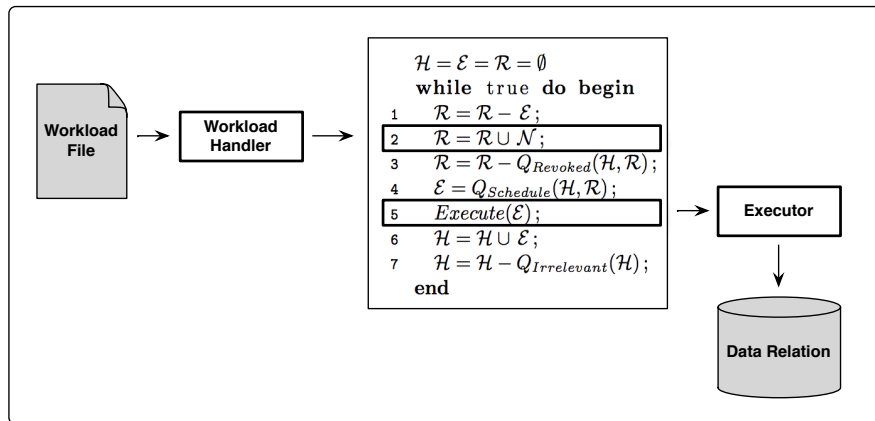 Workload
File
Workload
Handler
ℋ = ℰ = ℛ = ∅
while true do begin
1 ℛ = ℛ − ℰ;
2 ℛ = ℛ ∪ 𝒩;
3 ℛ = ℛ − Q_{Revoked}(ℋ, ℛ);
4 ℰ = Q_{Schedule}(ℋ, ℛ);
5 Execute(ℰ);
6 ℋ = ℋ ∪ ℰ;
7 ℋ = ℋ − Q_{Irrelevant}(ℋ);
end
Executor
Data Relation